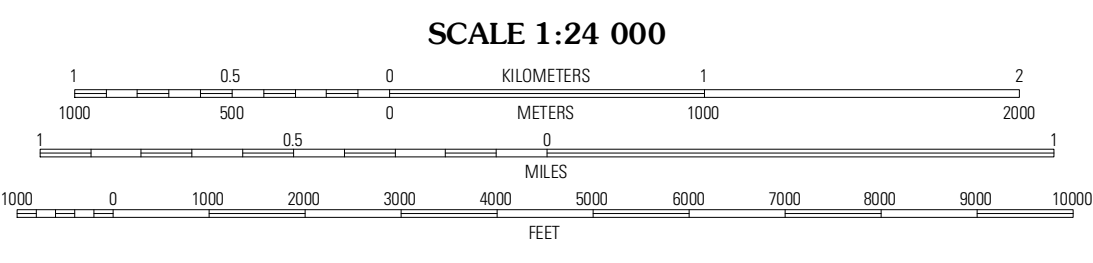 SCALE 1:24 000
1 0.5 0 KILOMETERS 1 2
1000 500 0 METERS 1000 2000
1 0.5 0 1
MILES
1000 0 1000 2000 3000 4000 5000 6000 7000 8000 9000 10000
FEET